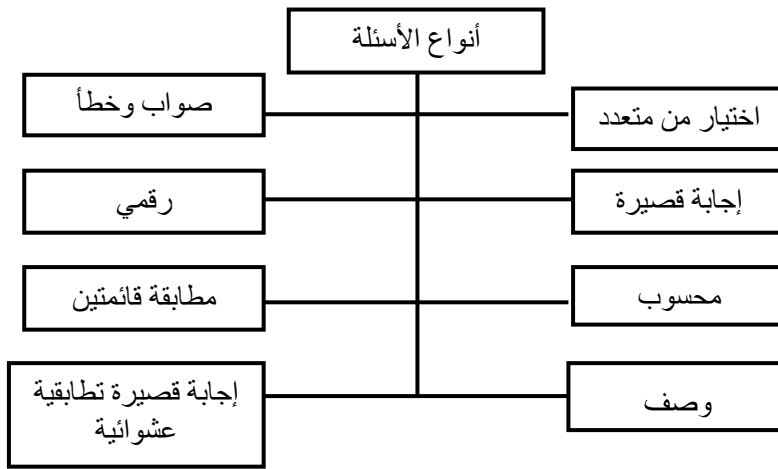 أنواع الأسئلة
اختيار من متعدد
صواب وخطأ
إجابة قصيرة
رقمي
محسوب
مطابقة قائمتين
وصف
إجابة قصيرة تطابقية
عشوائية